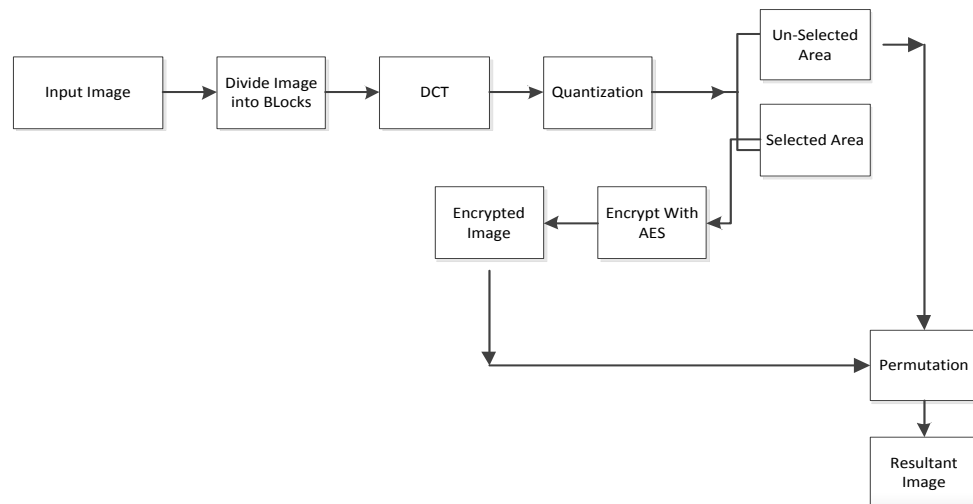 Input Image
Divide Image
into BLocks
DCT
Quantization
Un-Selected
Area
Selected Area
Encrypted
Image
Encrypt With
AES
Permutation
Resultant
Image